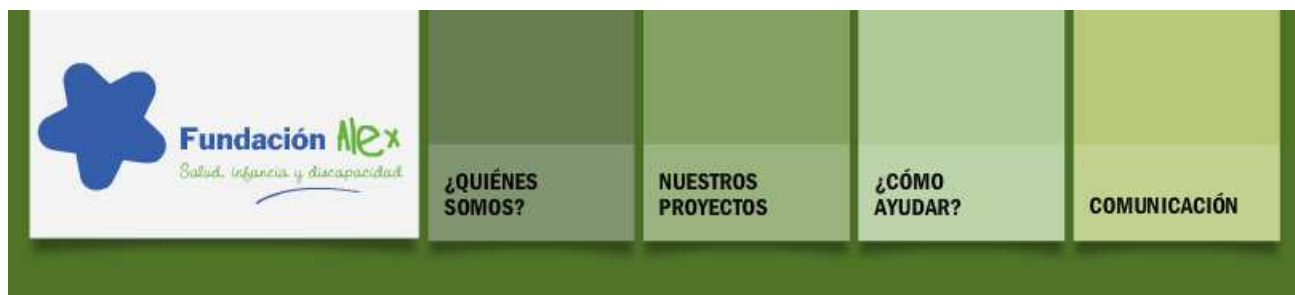 Fundación Alex
Salud, infancia y discapacidad
¿QUIÉNES
SOMOS?
NUESTROS
PROYECTOS
¿CÓMO
AYUDAR?
COMUNICACIÓN